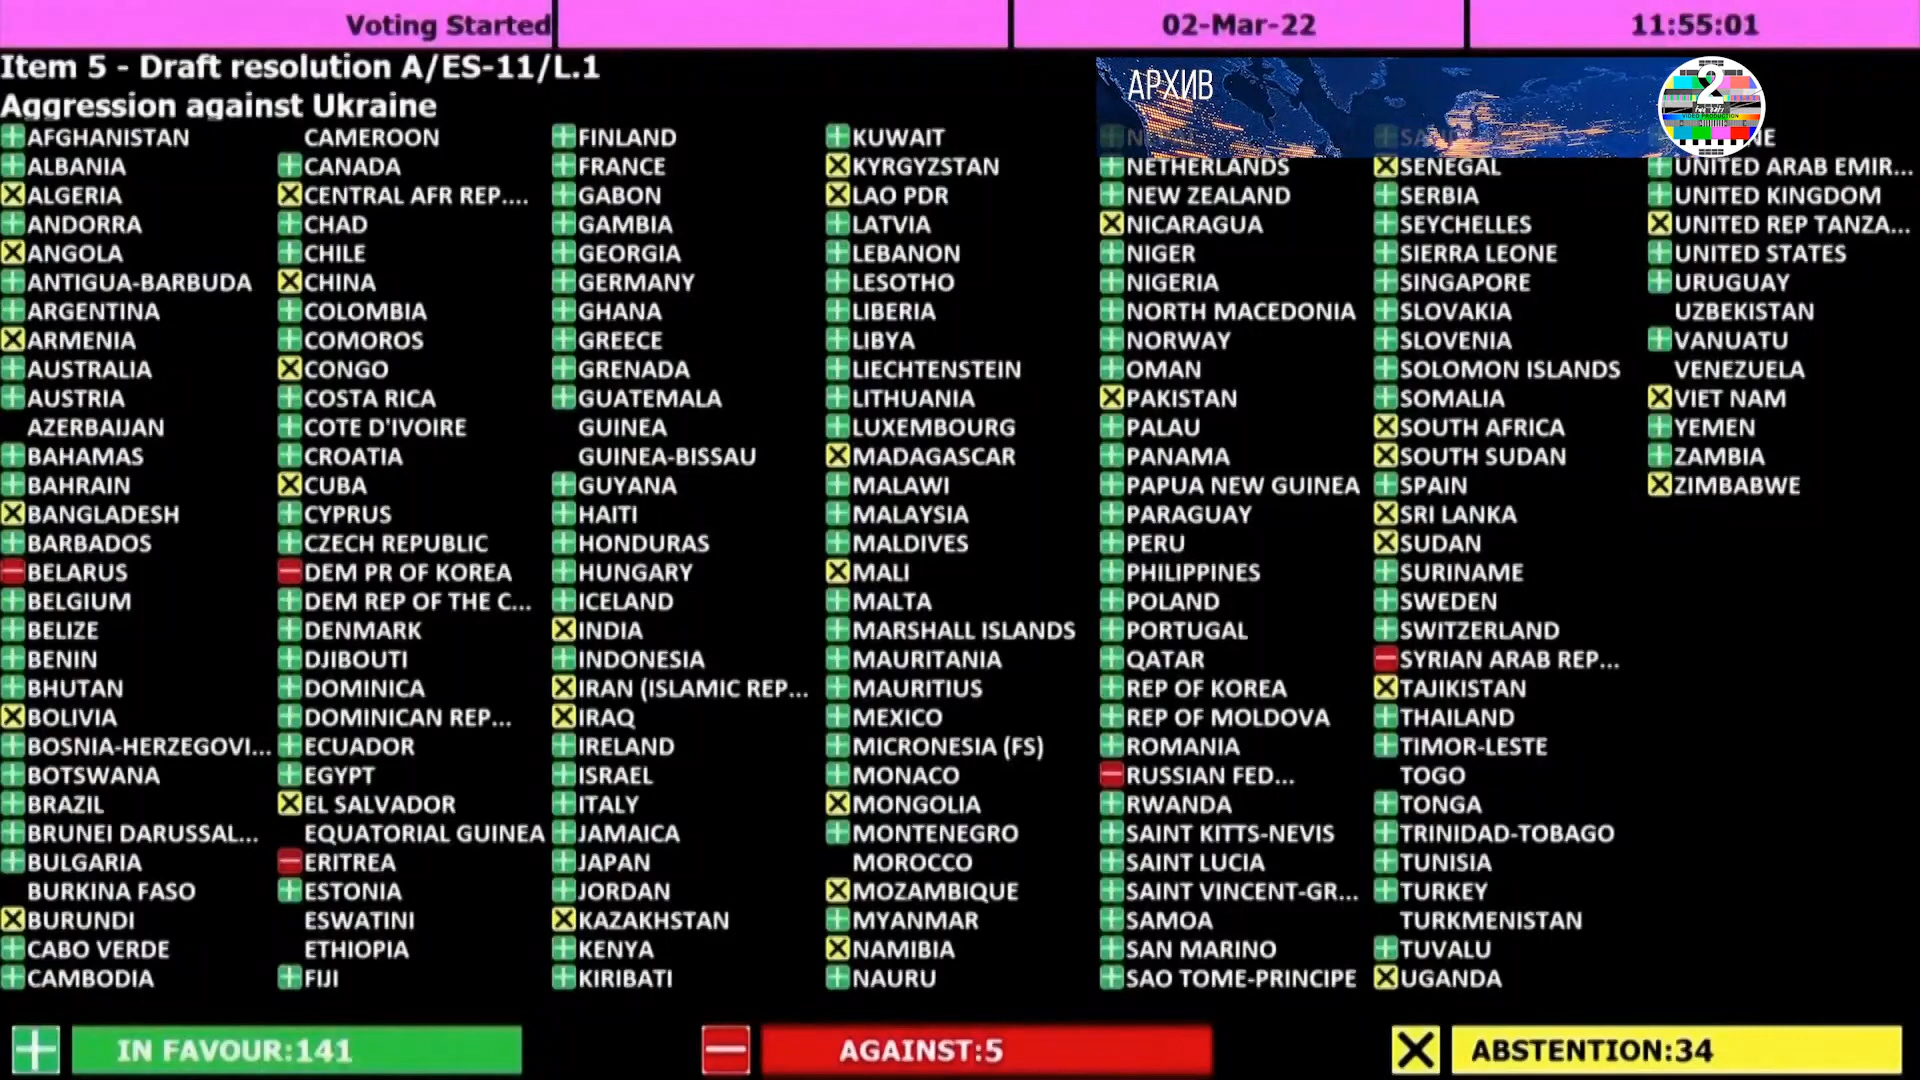 Voting Started 02-Mar-22 11:55:01
Item 5 - Draft resolution A/ES-11/L.1
Aggression against Ukraine
АРХИВ
2
VIDEO PRODUCTION
AFGHANISTAN
ALBANIA
ALGERIA
ANDORRA
ANGOLA
ANTIGUA-BARBUDA
ARGENTINA
ARMENIA
AUSTRALIA
AUSTRIA
AZERBAIJAN
BAHAMAS
BAHRAIN
BANGLADESH
BARBADOS
BELARUS
BELGIUM
BELIZE
BENIN
BHUTAN
BOLIVIA
BOSNIA-HERZEGOVI...
BOTSWANA
BRAZIL
BRUNEI DARUSSAL...
BULGARIA
BURKINA FASO
BURUNDI
CABO VERDE
CAMBODIA
CAMEROON
CANADA
CENTRAL AFR REP....
CHAD
CHILE
CHINA
COLOMBIA
COMOROS
CONGO
COSTA RICA
COTE D'IVOIRE
CROATIA
CUBA
CYPRUS
CZECH REPUBLIC
DEM PR OF KOREA
DEM REP OF THE C...
DENMARK
DJIBOUTI
DOMINICA
DOMINICAN REP...
ECUADOR
EGYPT
EL SALVADOR
EQUATORIAL GUINEA
ERITREA
ESTONIA
ESWATINI
ETHIOPIA
FIJI
FINLAND
FRANCE
GABON
GAMBIA
GEORGIA
GERMANY
GHANA
GREECE
GRENADA
GUATEMALA
GUINEA
GUINEA-BISSAU
GUYANA
HAITI
HONDURAS
HUNGARY
ICELAND
INDIA
INDONESIA
IRAN (ISLAMIC REP...
IRAQ
IRELAND
ISRAEL
ITALY
JAMAICA
JAPAN
JORDAN
KAZAKHSTAN
KENYA
KIRIBATI
KUWAIT
KYRGYZSTAN
LAO PDR
LATVIA
LEBANON
LESOTHO
LIBERIA
LIBYA
LIECHTENSTEIN
LITHUANIA
LUXEMBOURG
MADAGASCAR
MALAWI
MALAYSIA
MALDIVES
MALI
MALTA
MARSHALL ISLANDS
MAURITANIA
MAURITIUS
MEXICO
MICRONESIA (FS)
MONACO
MONGOLIA
MONTENEGRO
MOROCCO
MOZAMBIQUE
MYANMAR
NAMIBIA
NAURU
NETHERLANDS
NEW ZEALAND
NICARAGUA
NIGER
NIGERIA
NORTH MACEDONIA
NORWAY
OMAN
PAKISTAN
PALAU
PANAMA
PAPUA NEW GUINEA
PARAGUAY
PERU
PHILIPPINES
POLAND
PORTUGAL
QATAR
REP OF KOREA
REP OF MOLDOVA
ROMANIA
RUSSIAN FED...
RWANDA
SAINT KITTS-NEVIS
SAINT LUCIA
SAINT VINCENT-GR...
SAMOA
SAN MARINO
SAO TOME-PRINCIPE
SENEGAL
SERBIA
SEYCHELLES
SIERRA LEONE
SINGAPORE
SLOVAKIA
SLOVENIA
SOLOMON ISLANDS
SOMALIA
SOUTH AFRICA
SOUTH SUDAN
SPAIN
SRI LANKA
SUDAN
SURINAME
SWEDEN
SWITZERLAND
SYRIAN ARAB REP...
TAJIKISTAN
THAILAND
TIMOR-LESTE
TOGO
TONGA
TRINIDAD-TOBAGO
TUNISIA
TURKEY
TURKMENISTAN
TUVALU
UGANDA
UNITED ARAB EMIR...
UNITED KINGDOM
UNITED REP TANZA...
UNITED STATES
URUGUAY
UZBEKISTAN
VANUATU
VENEZUELA
VIET NAM
YEMEN
ZAMBIA
ZIMBABWE
IN FAVOUR:141 AGAINST:5 ABSTENTION:34